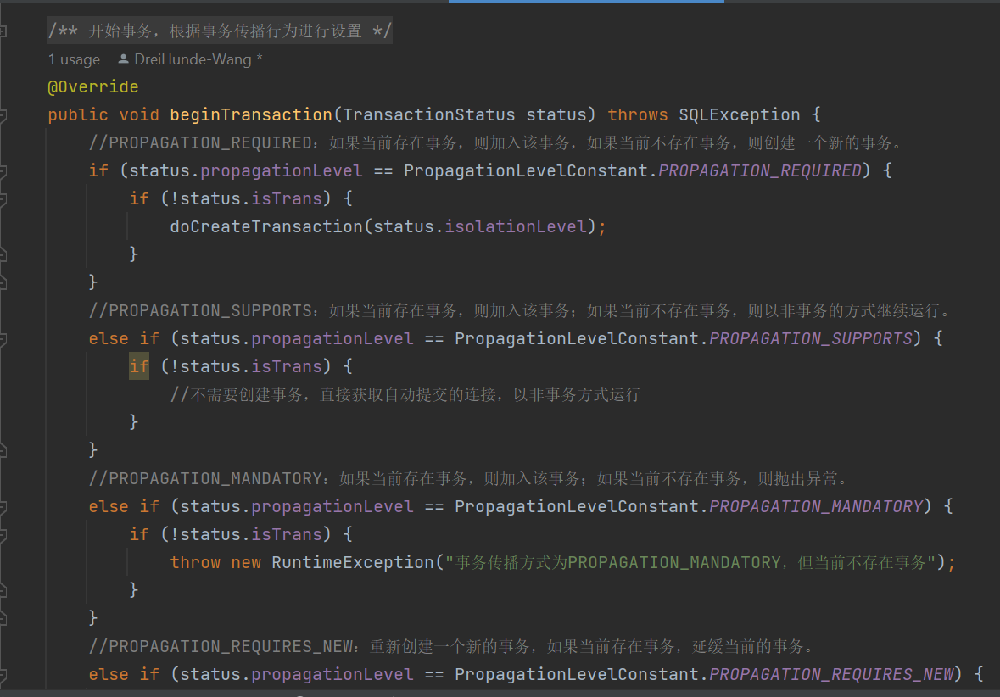 /** 开始事务，根据事务传播行为进行设置 */
1 usage DreiHunde-Wang *
@Override
public void beginTransaction(TransactionStatus status) throws SQLException {
//PROPAGATION_REQUIRED：如果当前存在事务，则加入该事务，如果当前不存在事务，则创建一个新的事务。
if (status.propagationLevel == PropagationLevelConstant.PROPAGATION_REQUIRED) {
if (!status.isTrans) {
doCreateTransaction(status.isolationLevel);
}
}
//PROPAGATION_SUPPORTS：如果当前存在事务，则加入该事务；如果当前不存在事务，则以非事务的方式继续运行。
else if (status.propagationLevel == PropagationLevelConstant.PROPAGATION_SUPPORTS) {
if (!status.isTrans) {
//不需要创建事务，直接获取自动提交的连接，以非事务方式运行
}
}
//PROPAGATION_MANDATORY：如果当前存在事务，则加入该事务；如果当前不存在事务，则抛出异常。
else if (status.propagationLevel == PropagationLevelConstant.PROPAGATION_MANDATORY) {
if (!status.isTrans) {
throw new RuntimeException("事务传播方式为PROPAGATION_MANDATORY，但当前不存在事务");
}
}
//PROPAGATION_REQUIRES_NEW：重新创建一个新的事务，如果当前存在事务，延缓当前的事务。
else if (status.propagationLevel == PropagationLevelConstant.PROPAGATION_REQUIRES_NEW) {